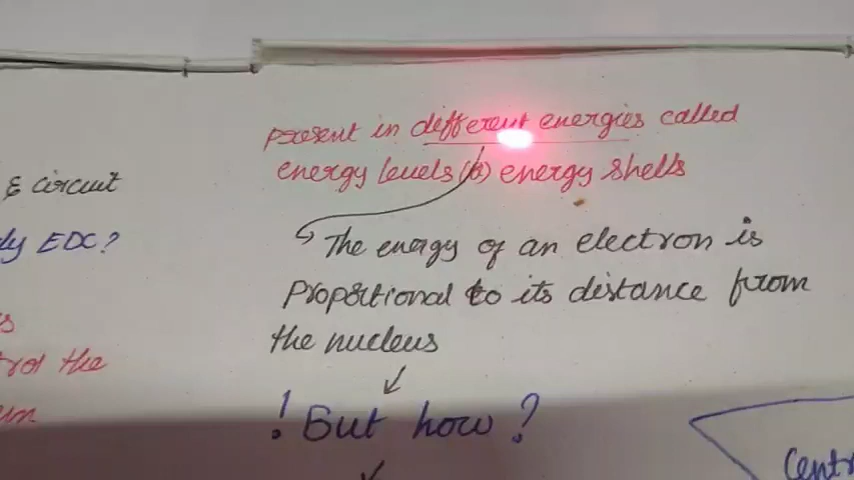 & circuit
EDC?
the
present in different energies called
energy levels (or) energy shells
The energy of an electron is
proportional to its distance from
the nucleus
! But how ?